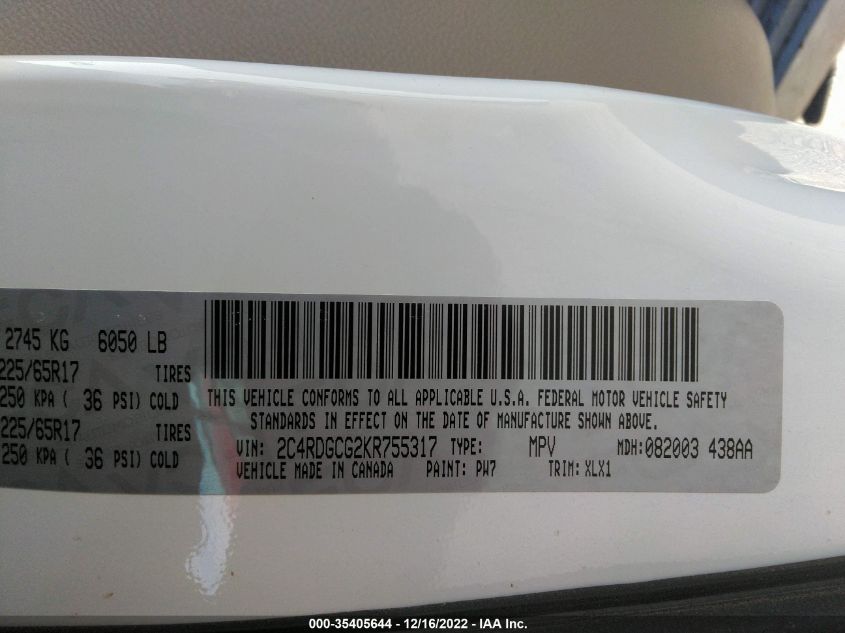 2745 KG 6050 LB
225/65R17 TIRES
250 KPA ( 36 PSI) COLD
225/65R17 TIRES
250 KPA ( 36 PSI) COLD
THIS VEHICLE CONFORMS TO ALL APPLICABLE U.S.A. FEDERAL MOTOR VEHICLE SAFETY
STANDARDS IN EFFECT ON THE DATE OF MANUFACTURE SHOWN ABOVE.
VIN: 2C4RDGCG2KR755317 TYPE: MPV MDH:082003 438AA
VEHICLE MADE IN CANADA PAINT: PW7 TRIM: XLX1
000-35405644 - 12/16/2022 - IAA Inc.